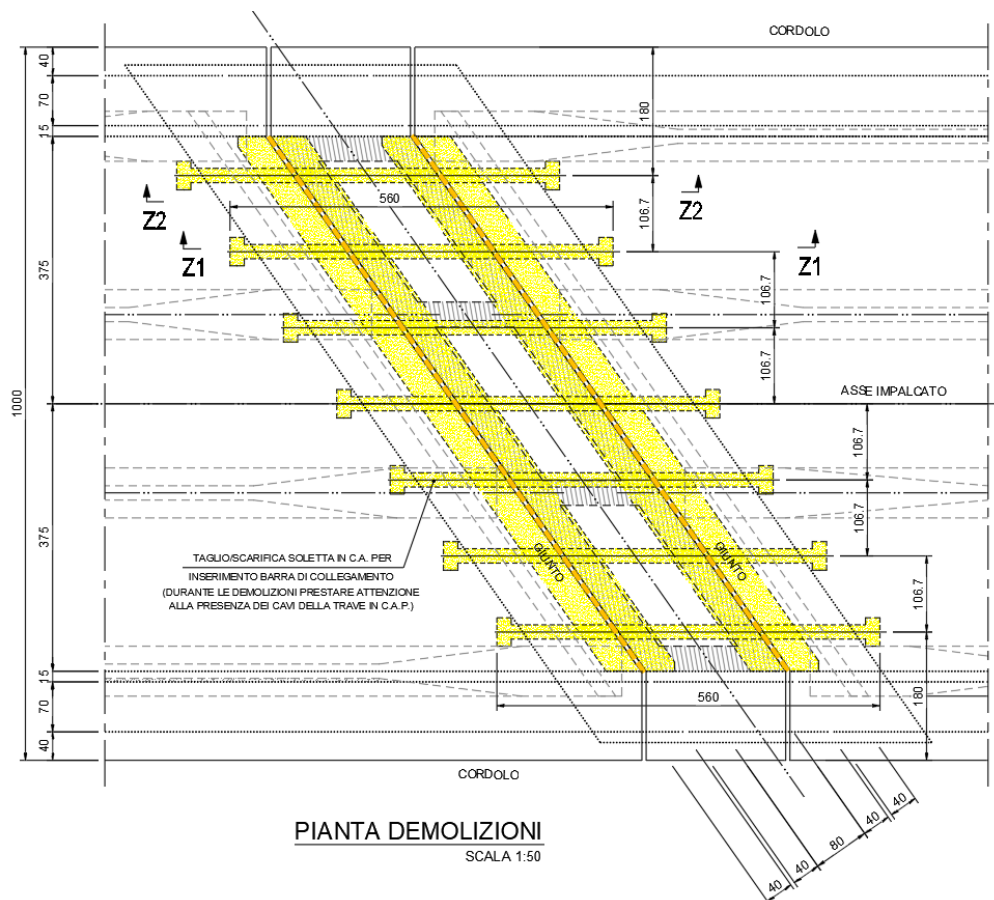 CORDOLO
40
70
15
180
560
Z2
Z2
106.7
Z1
Z1
375
106.7
106.7
1000
ASSE IMPALCATO
106.7
375
106.7
TAGLIO/SCARIFICA SOLETTA IN C.A. PER
INSERIMENTO BARRA DI COLLEGAMENTO
(DURANTE LE DEMOLIZIONI PRESTARE ATTENZIONE
ALLA PRESENZA DEI CAVI DELLA TRAVE IN C.A.P.)
GIUNTO
GIUNTO
106.7
15
560
180
70
40
CORDOLO
40
40
80
40
40
PIANTA DEMOLIZIONI
SCALA 1:50